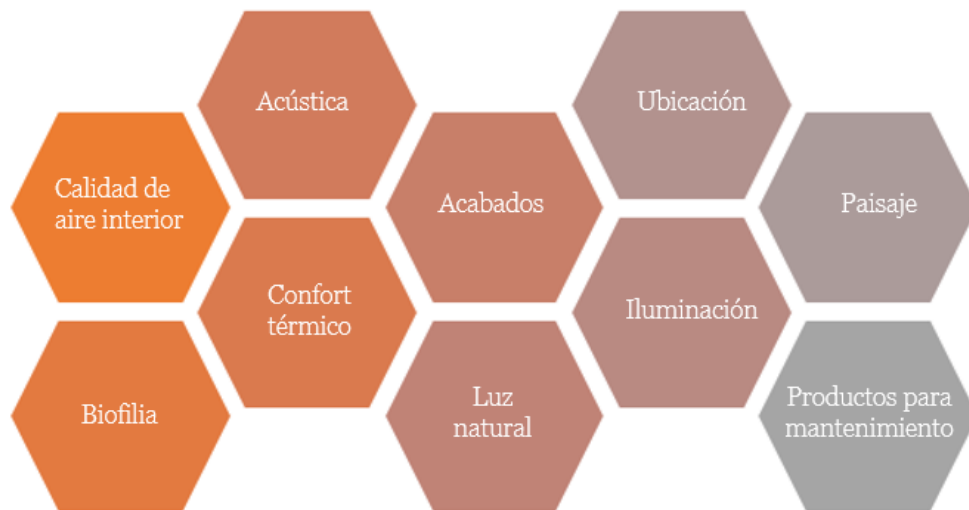 Acústica
Ubicación
Calidad de
aire interior
Acabados
Paisaje
Confort
térmico
Iluminación
Biofilia
Luz
natural
Productos para
mantenimiento